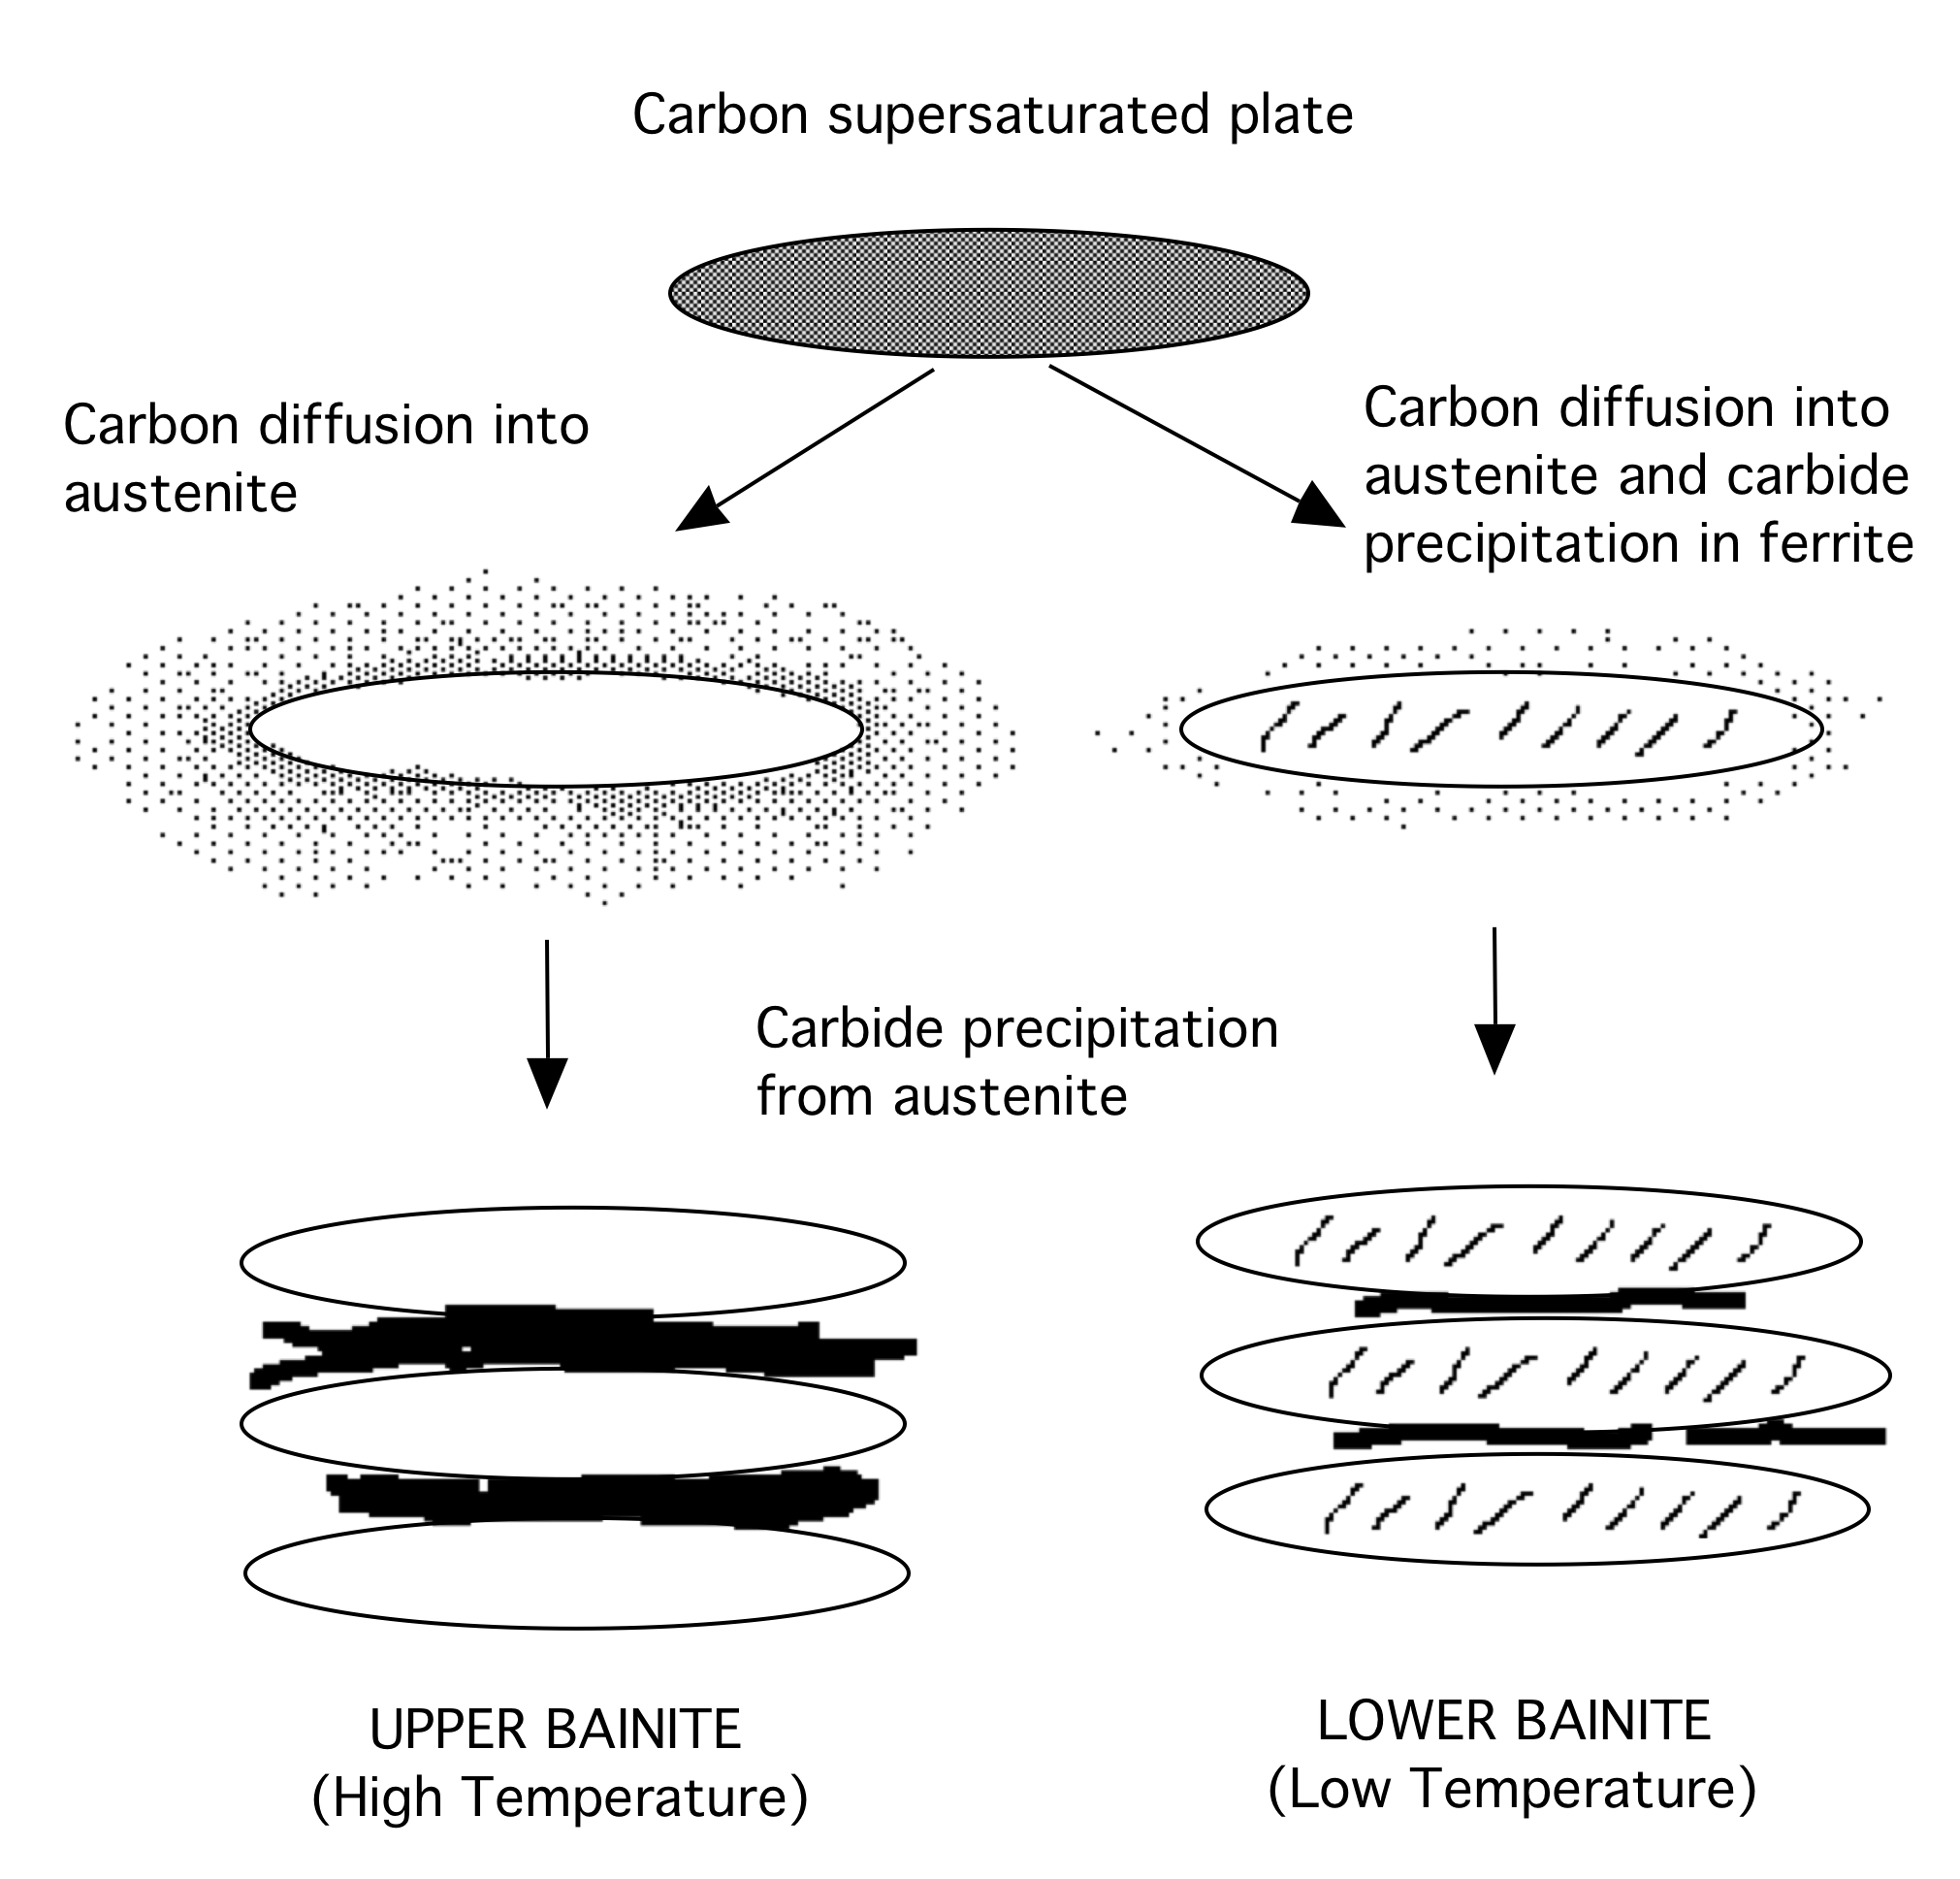 Carbon supersaturated plate
Carbon diffusion into
austenite
Carbon diffusion into
austenite and carbide
precipitation in ferrite
Carbide precipitation
from austenite
UPPER BAINITE
(High Temperature)
LOWER BAINITE
(Low Temperature)